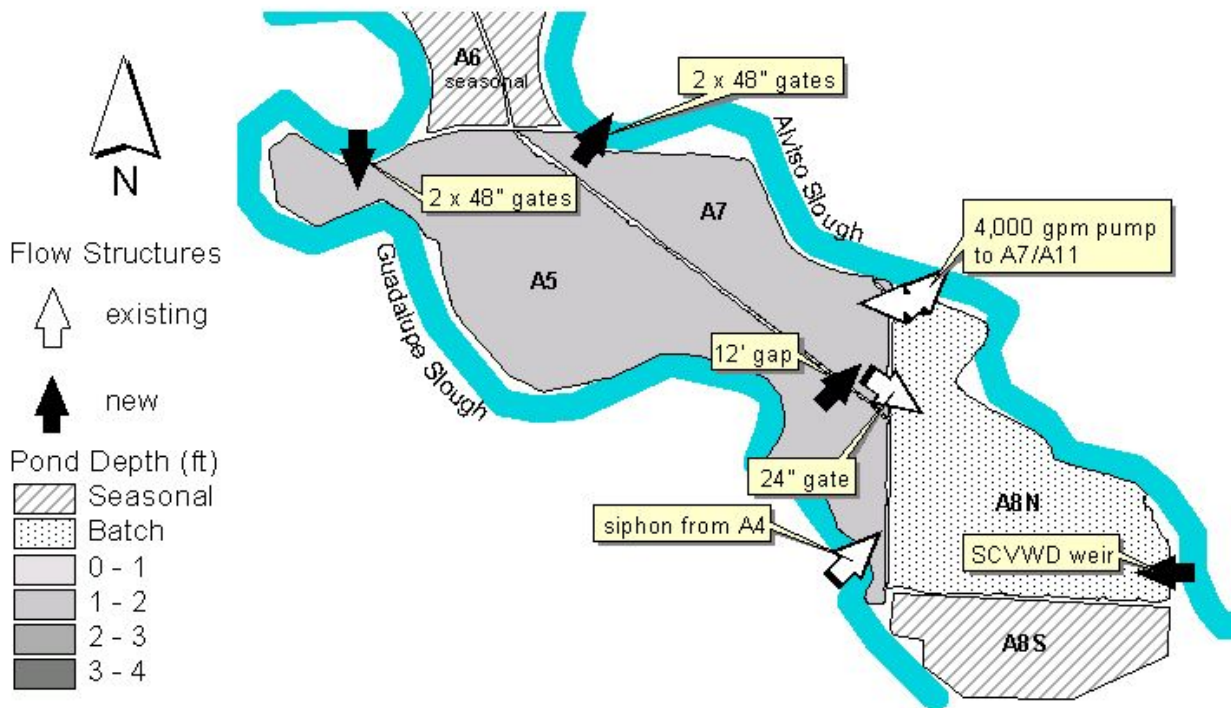 A6
seasonal
2 x 48" gates
N
2 x 48" gates
Alviso Slough
A7
4,000 gpm pump
to A7/A11
Flow Structures
existing
new
Guadalupe Slough
A5
12' gap
24" gate
A8N
siphon from A4
SCVWD weir
A8S
Pond Depth (ft)
Seasonal
Batch
0 - 1
1 - 2
2 - 3
3 - 4